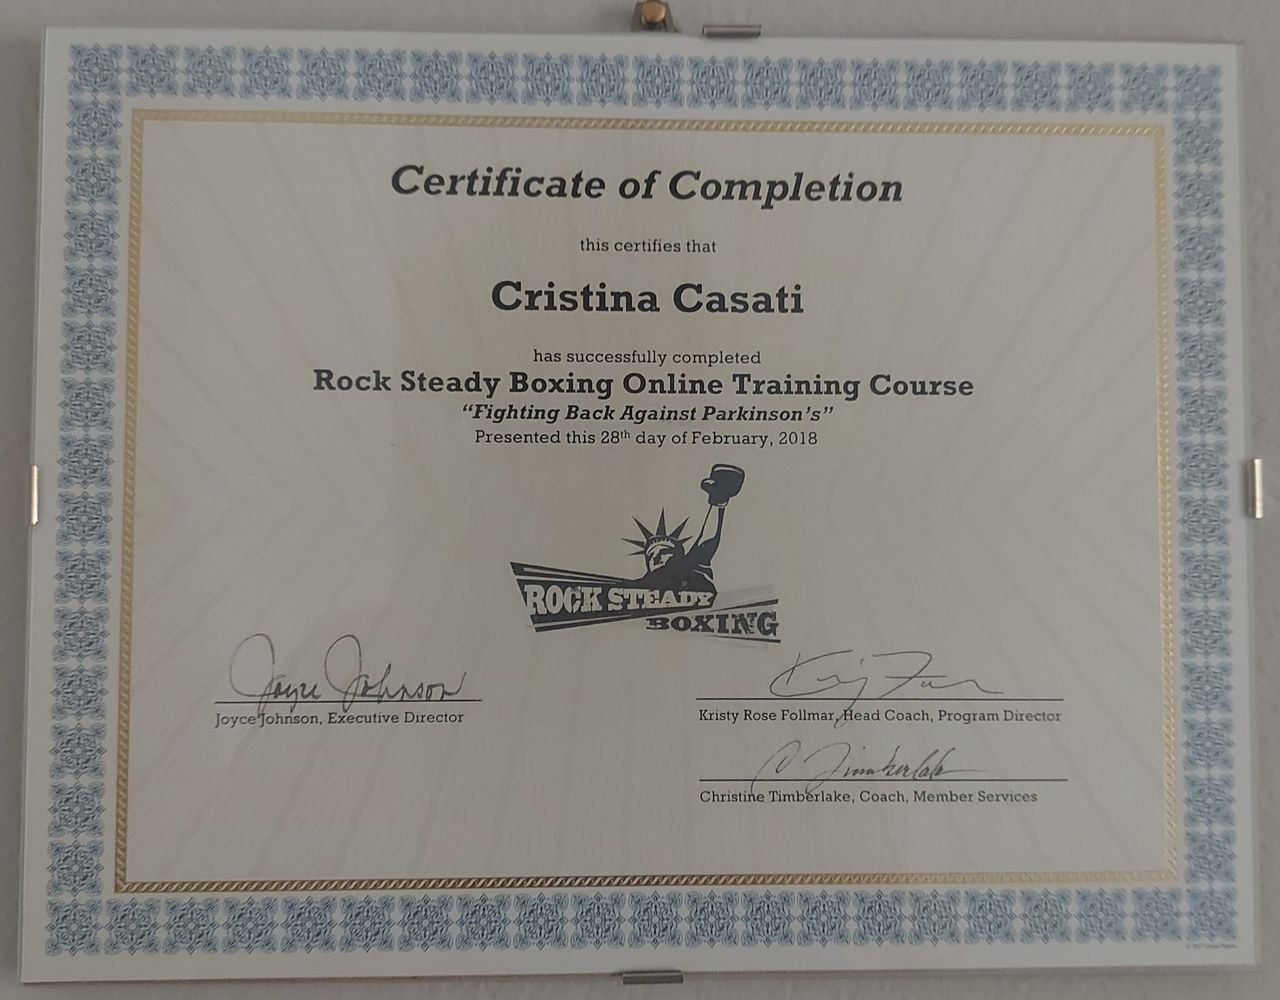 Certificate of Completion
this certifies that
Cristina Casati
has successfully completed
Rock Steady Boxing Online Training Course
“Fighting Back Against Parkinson’s”
Presented this 28th day of February, 2018
ROCK STEADY
BOXING
Joyce Johnson
Joyce Johnson, Executive Director
Kristy Rose Follmar, Head Coach, Program Director
C Timberlake
Christine Timberlake, Coach, Member Services